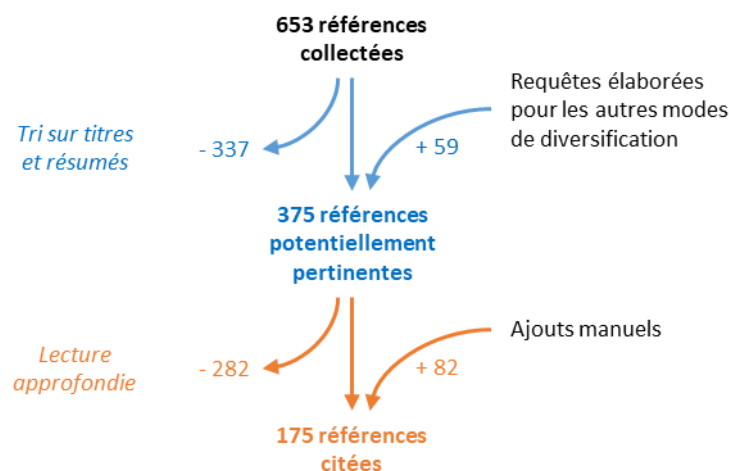 653 références
collectées
Requêtes élaborées
pour les autres modes
de diversification
Tri sur titres
et résumés
- 337
+ 59
375 références
potentiellement
pertinentes
Lecture
approfondie
- 282
+ 82
Ajouts manuels
175 références
citées